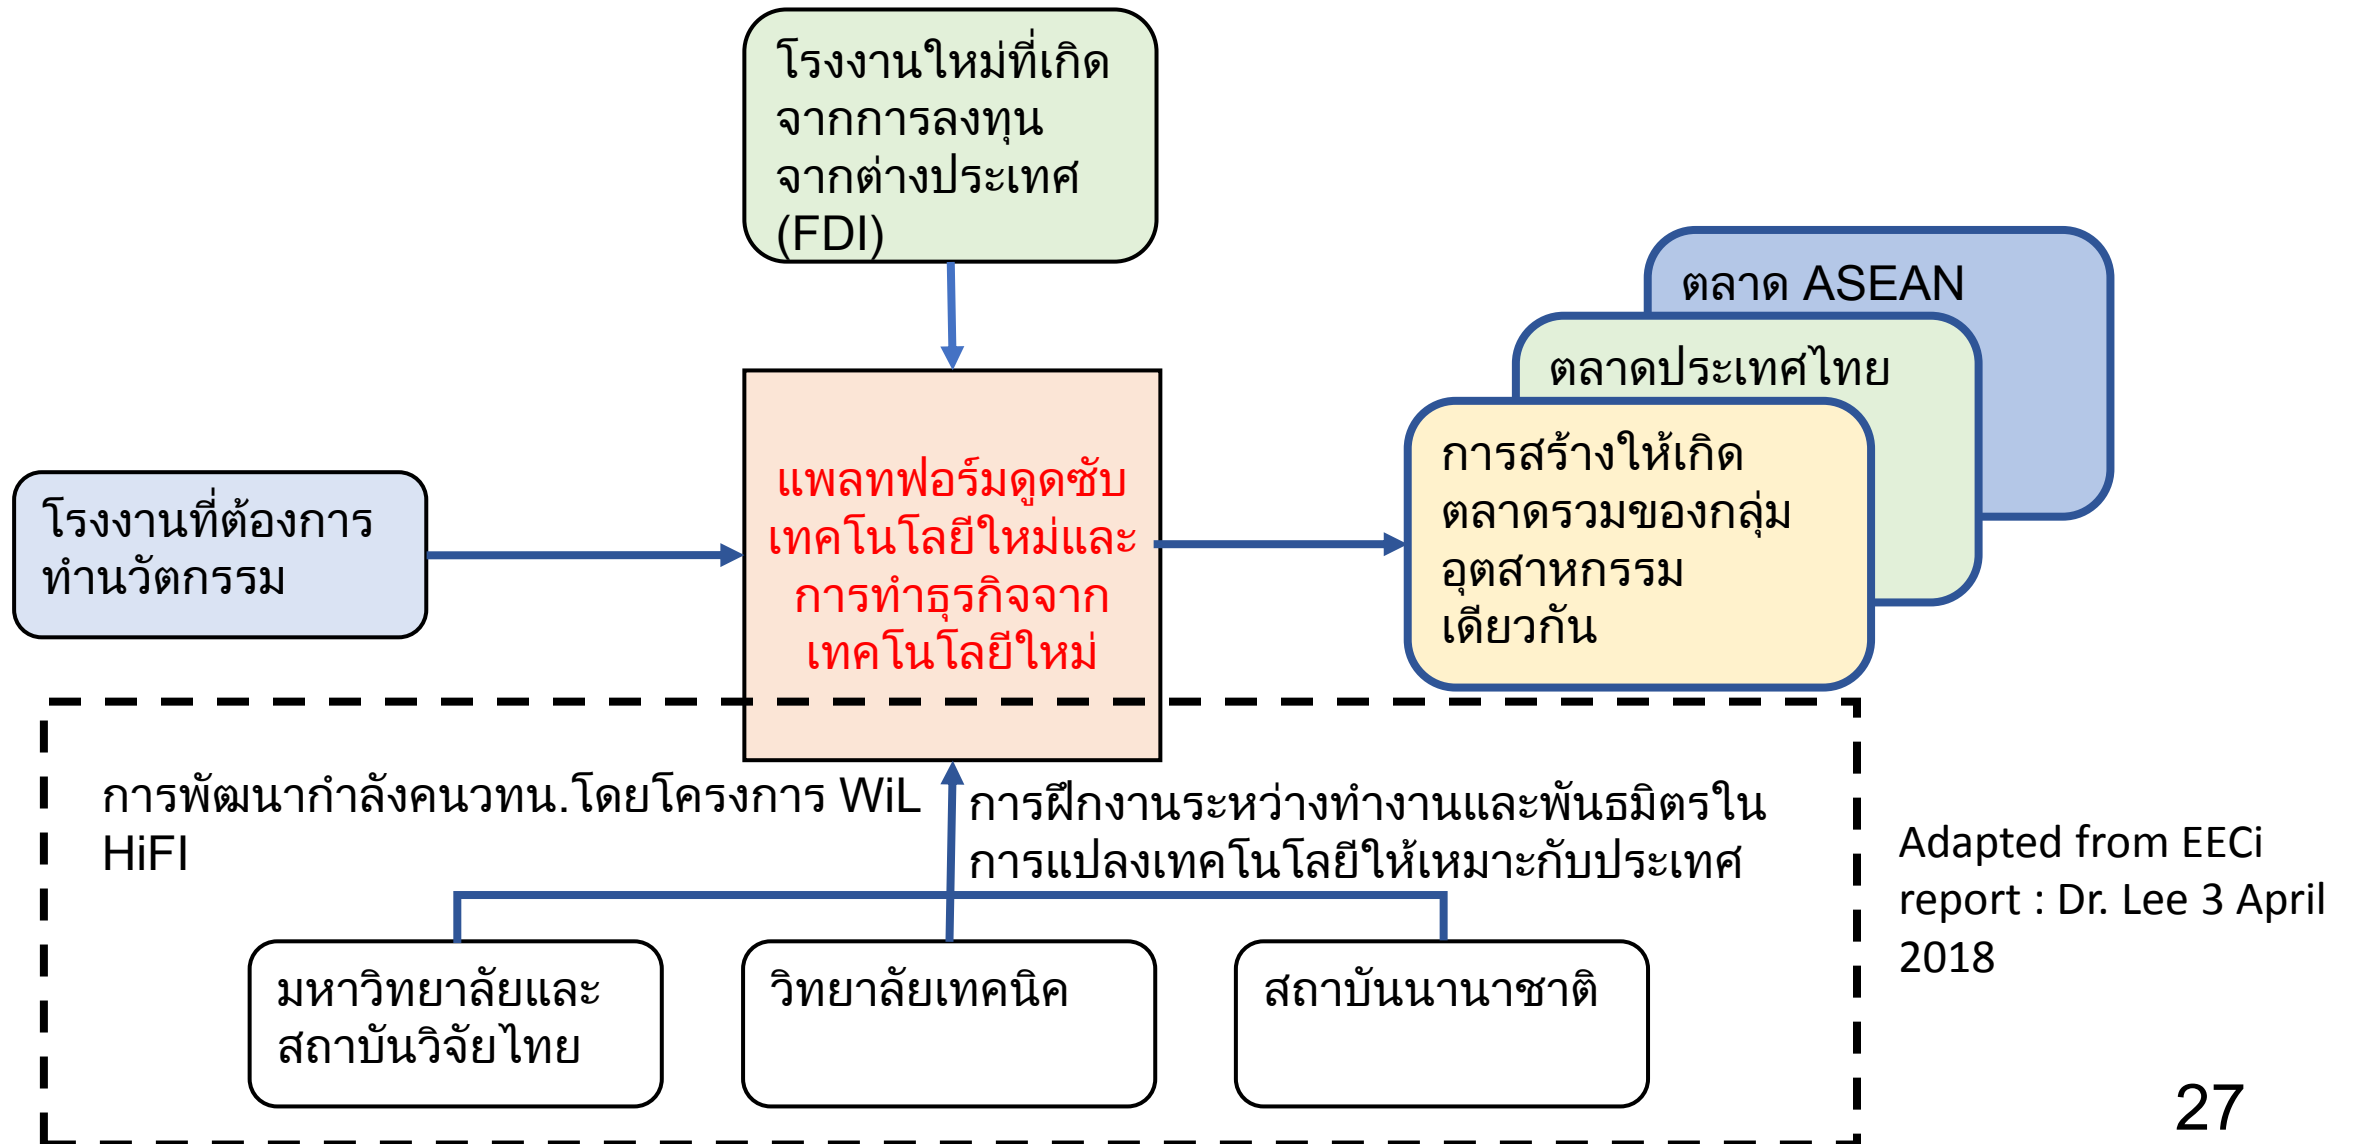 โรงงานใหม่ที่เกิด
จากการลงทุน
จากต่างประเทศ
(FDI)
ตลาด ASEAN
ตลาดประเทศไทย
การสร้างให้เกิด
ตลาดรวมของกลุ่ม
อุตสาหกรรม
เดียวกัน
แพลทฟอร์มดูดซับ
เทคโนโลยีใหม่และ
การทำธุรกิจจาก
เทคโนโลยีใหม่
โรงงานที่ต้องการ
ทำนวัตกรรม
การพัฒนากำลังคนวทน.โดยโครงการ WiL
HiFI
การฝึกงานระหว่างทำงานและพันธมิตรใน
การแปลงเทคโนโลยีให้เหมาะกับประเทศ
Adapted from EECi
report : Dr. Lee 3 April
2018
มหาวิทยาลัยและ
สถาบันวิจัยไทย
วิทยาลัยเทคนิค
สถาบันนานาชาติ
27